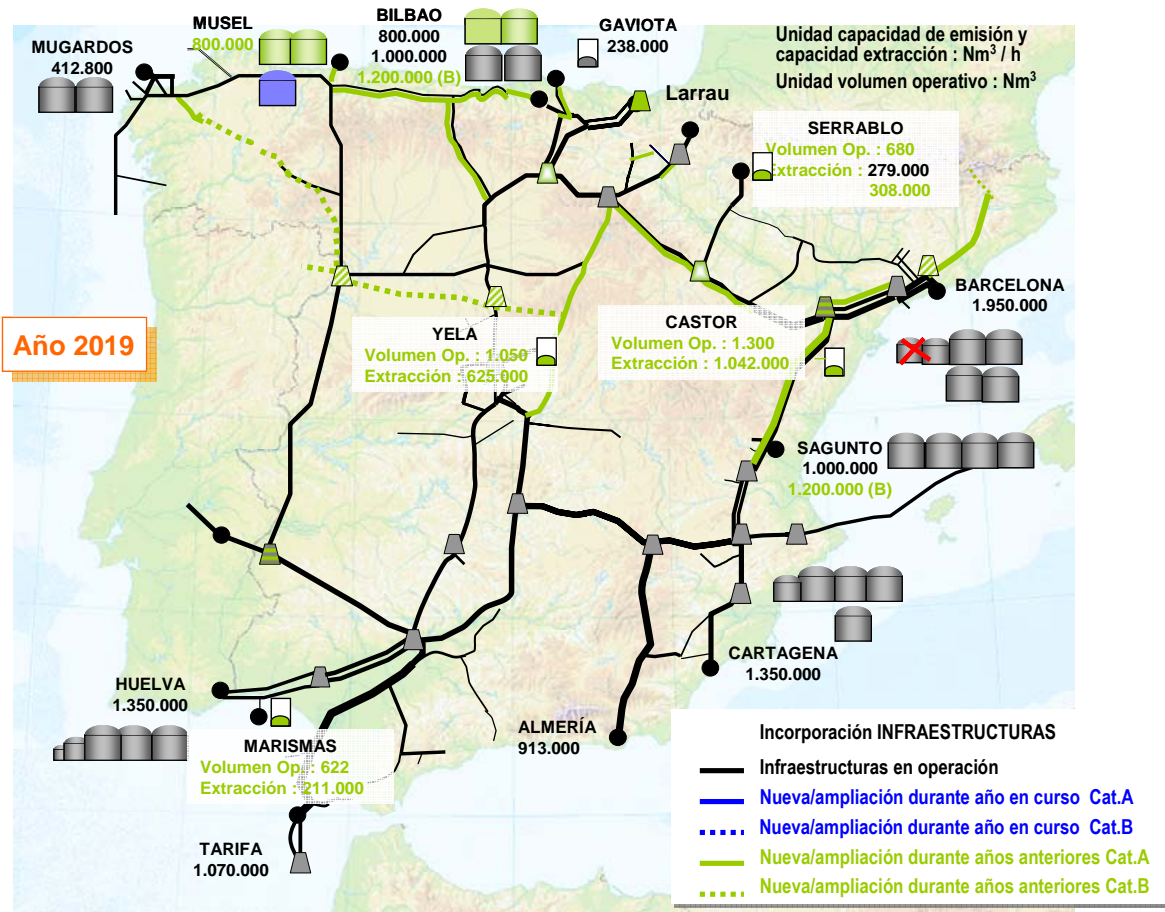 MUGARDOS
412.800
MUSEL
800.000
BILBAO
800.000
1.000.000
1.200.000 (B)
GAVIOTA
238.000
Unidad capacidad de emisión y
capacidad extracción : Nm³ / h
Unidad volumen operativo : Nm³
Larrau
SERRABLO
Volumen Op. : 680
Extracción : 279.000
308.000
BARCELONA
1.950.000
Año 2019
YELA
Volumen Op. : 1.050
Extracción : 625.000
CASTOR
Volumen Op. : 1.300
Extracción : 1.042.000
SAGUNTO
1.000.000
1.200.000 (B)
CARTAGENA
1.350.000
HUELVA
1.350.000
MARISMAS
Volumen Op. : 622
Extracción : 211.000
ALMERÍA
913.000
TARIFA
1.070.000
Incorporación INFRAESTRUCTURAS
Infraestructuras en operación
Nueva/ampliación durante año en curso Cat.A
Nueva/ampliación durante año en curso Cat.B
Nueva/ampliación durante años anteriores Cat.A
Nueva/ampliación durante años anteriores Cat.B